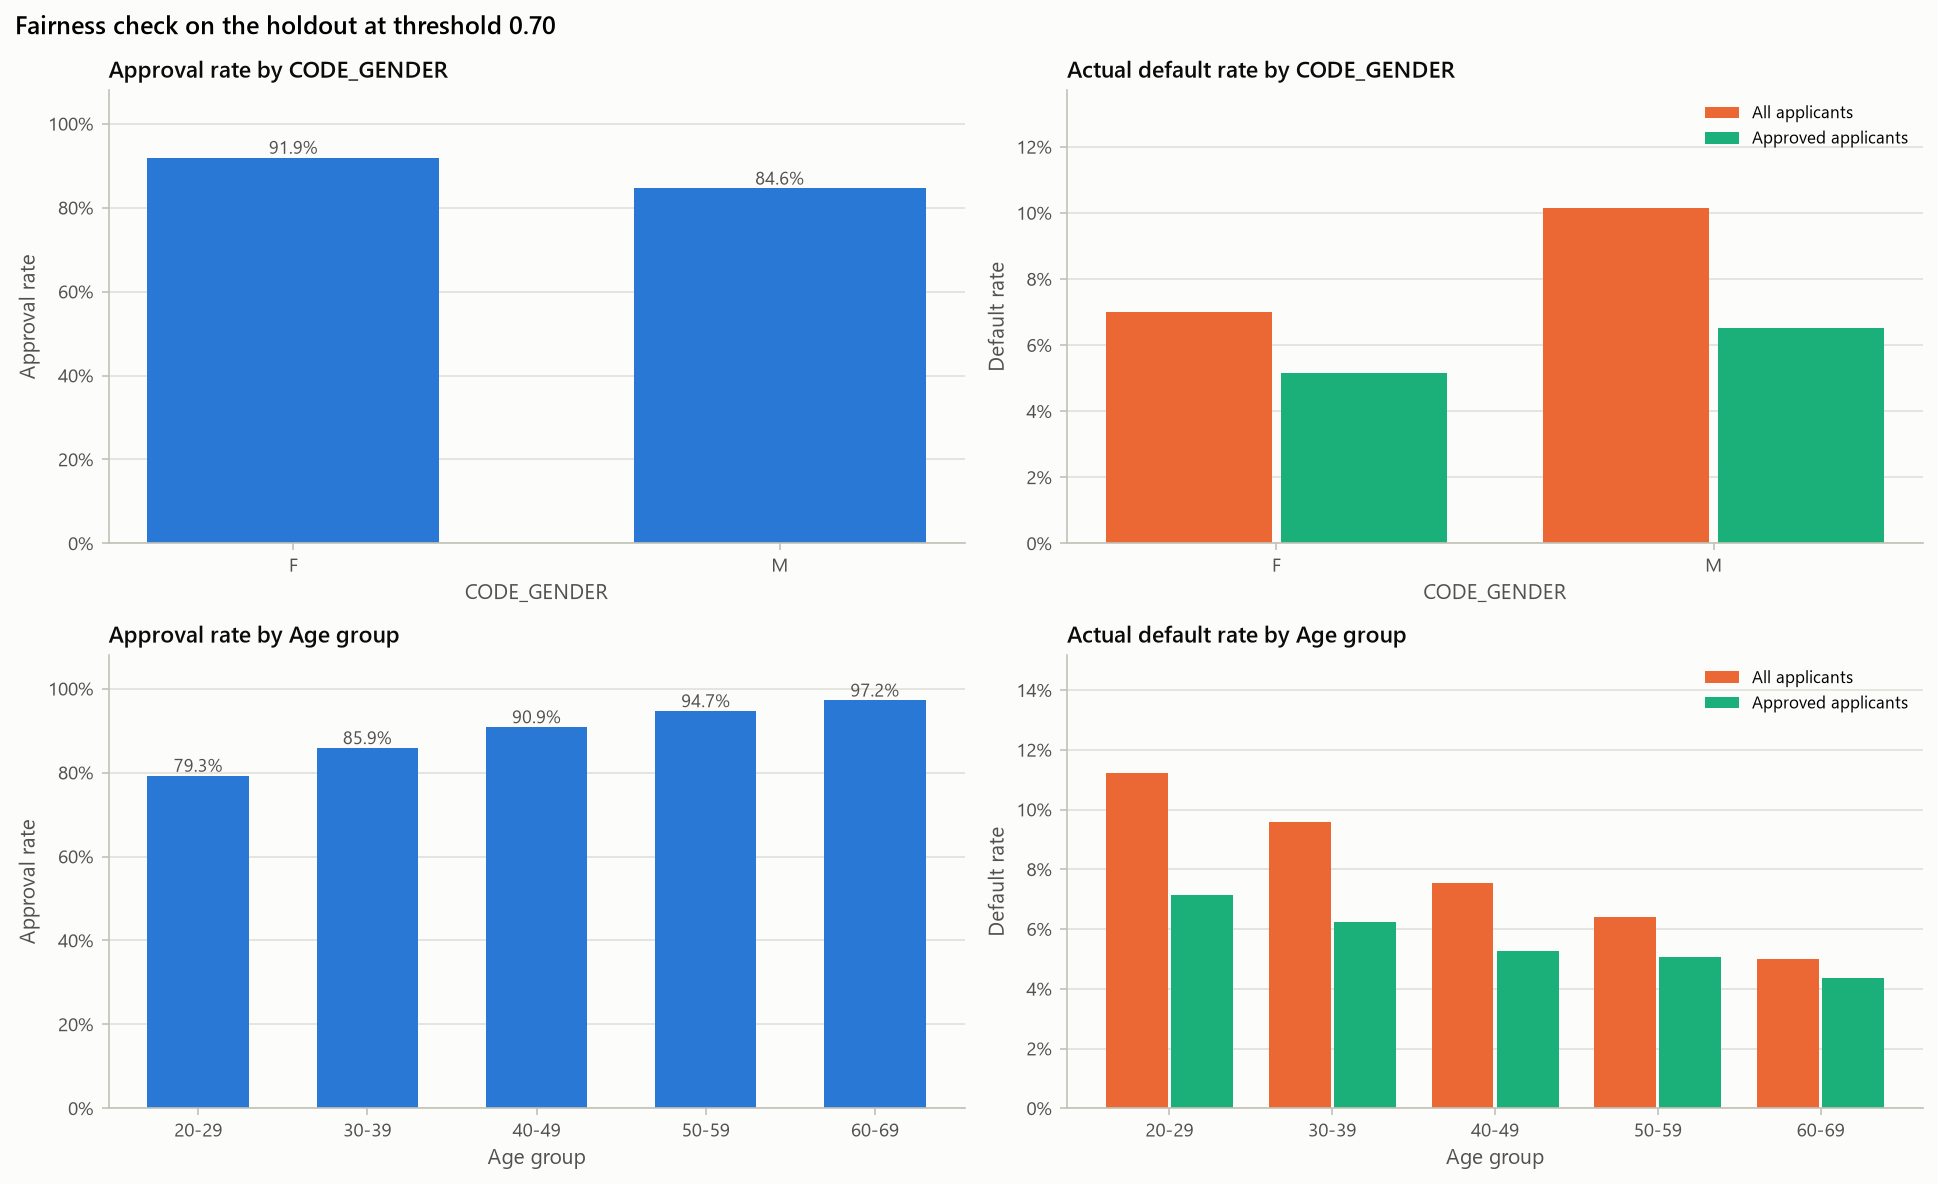 Fairness check on the holdout at threshold 0.70
Approval rate by CODE_GENDER
100%
80%
60%
40%
20%
0%
Approval rate
91.9%
84.6%
F
M
CODE_GENDER
Actual default rate by CODE_GENDER
All applicants
Approved applicants
12%
10%
8%
6%
4%
2%
0%
Default rate
F
M
CODE_GENDER
Approval rate by Age group
100%
80%
60%
40%
20%
0%
Approval rate
79.3%
85.9%
90.9%
94.7%
97.2%
20-29
30-39
40-49
50-59
60-69
Age group
Actual default rate by Age group
All applicants
Approved applicants
14%
12%
10%
8%
6%
4%
2%
0%
Default rate
20-29
30-39
40-49
50-59
60-69
Age group